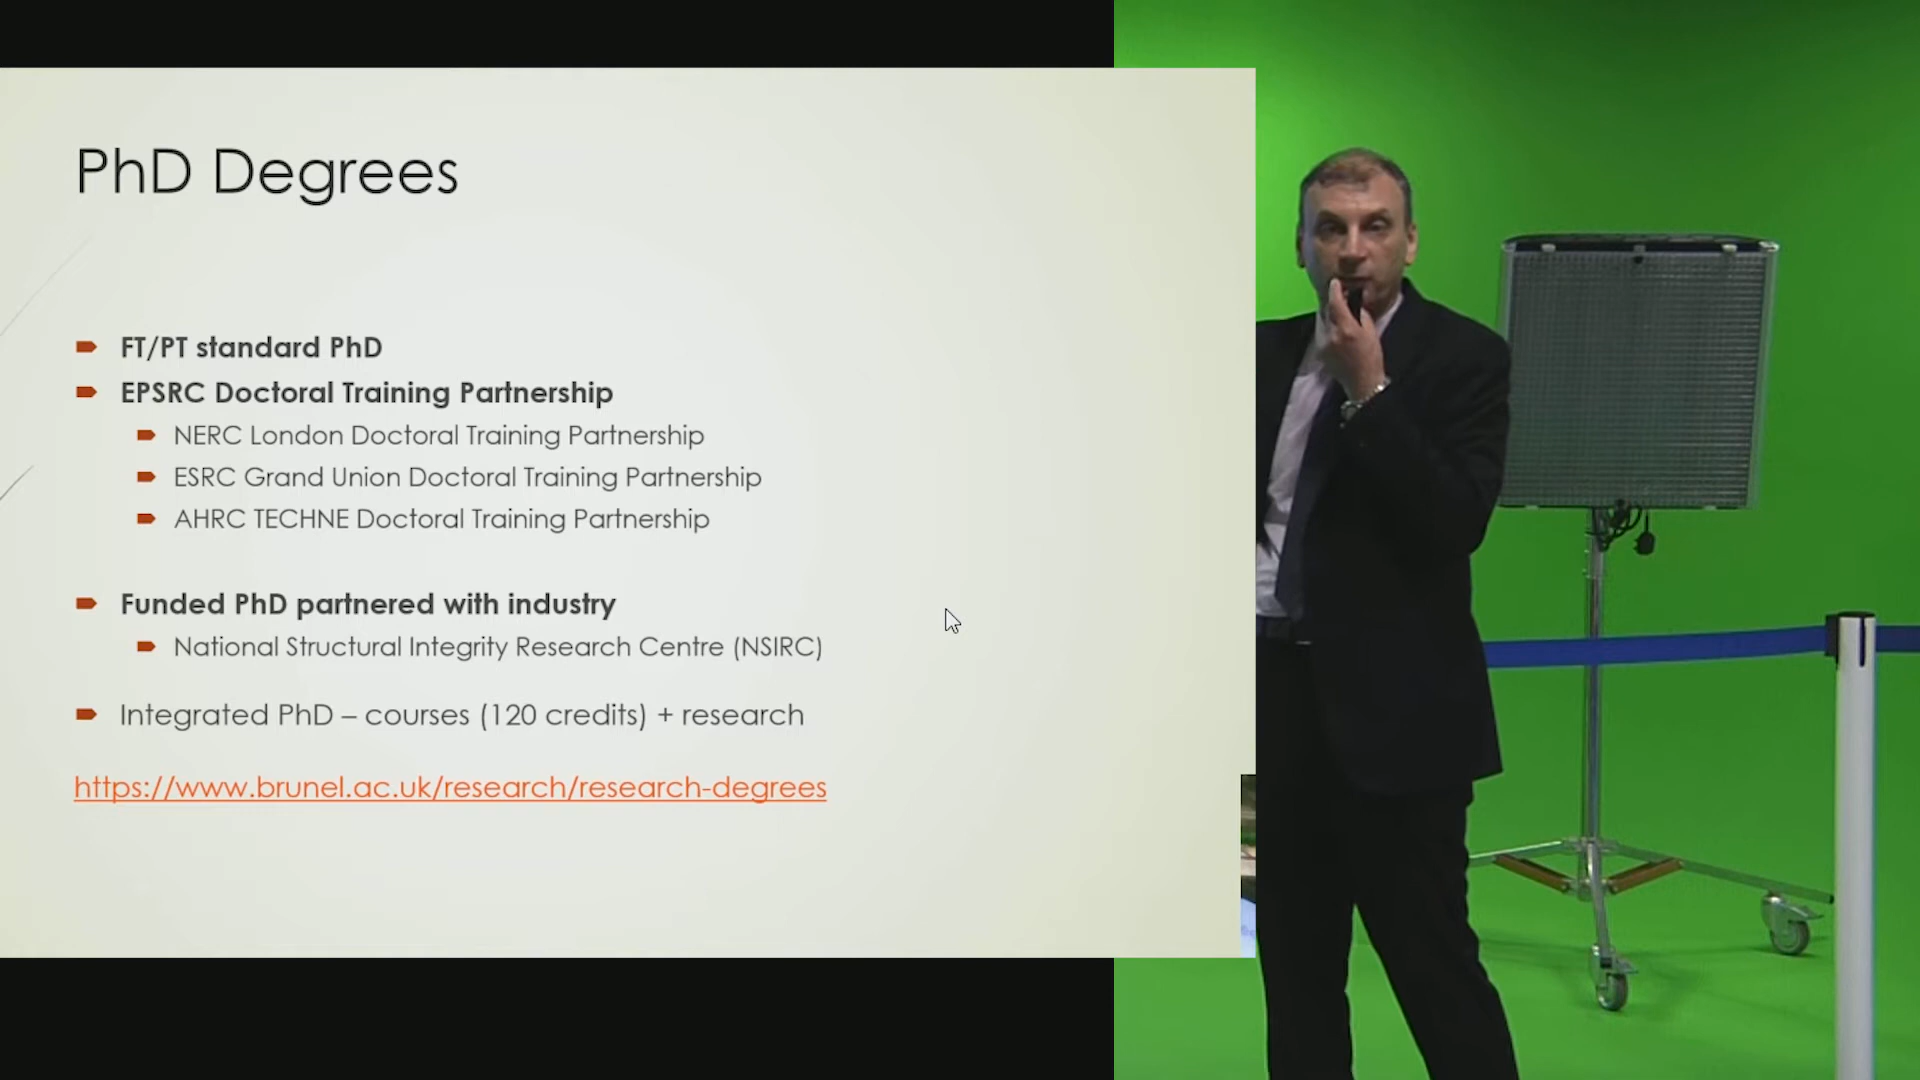 PhD Degrees
FT/PT standard PhD
EPSRC Doctoral Training Partnership
NERC London Doctoral Training Partnership
ESRC Grand Union Doctoral Training Partnership
AHRC TECHNE Doctoral Training Partnership
Funded PhD partnered with industry
National Structural Integrity Research Centre (NSIRC)
Integrated PhD – courses (120 credits) + research
https://www.brunel.ac.uk/research/research-degrees